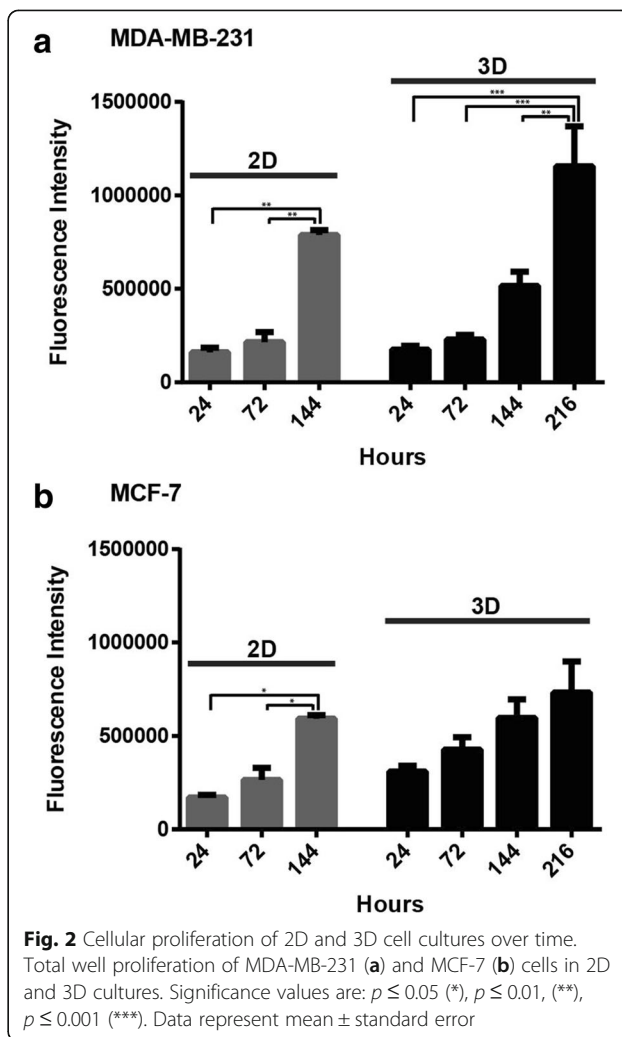 a MDA-MB-231
3D
***
***
**
1500000
2D
**
**
1000000
500000
0
Fluorescence Intensity
24 72 144 24 72 144 216
Hours
b MCF-7
1500000
3D
1000000
2D
*
*
500000
0
Fluorescence Intensity
24 72 144 24 72 144 216
Hours
Fig. 2 Cellular proliferation of 2D and 3D cell cultures over time.
Total well proliferation of MDA-MB-231 (a) and MCF-7 (b) cells in 2D
and 3D cultures. Significance values are: p ≤ 0.05 (*), p ≤ 0.01, (**),
p ≤ 0.001 (***). Data represent mean ± standard error